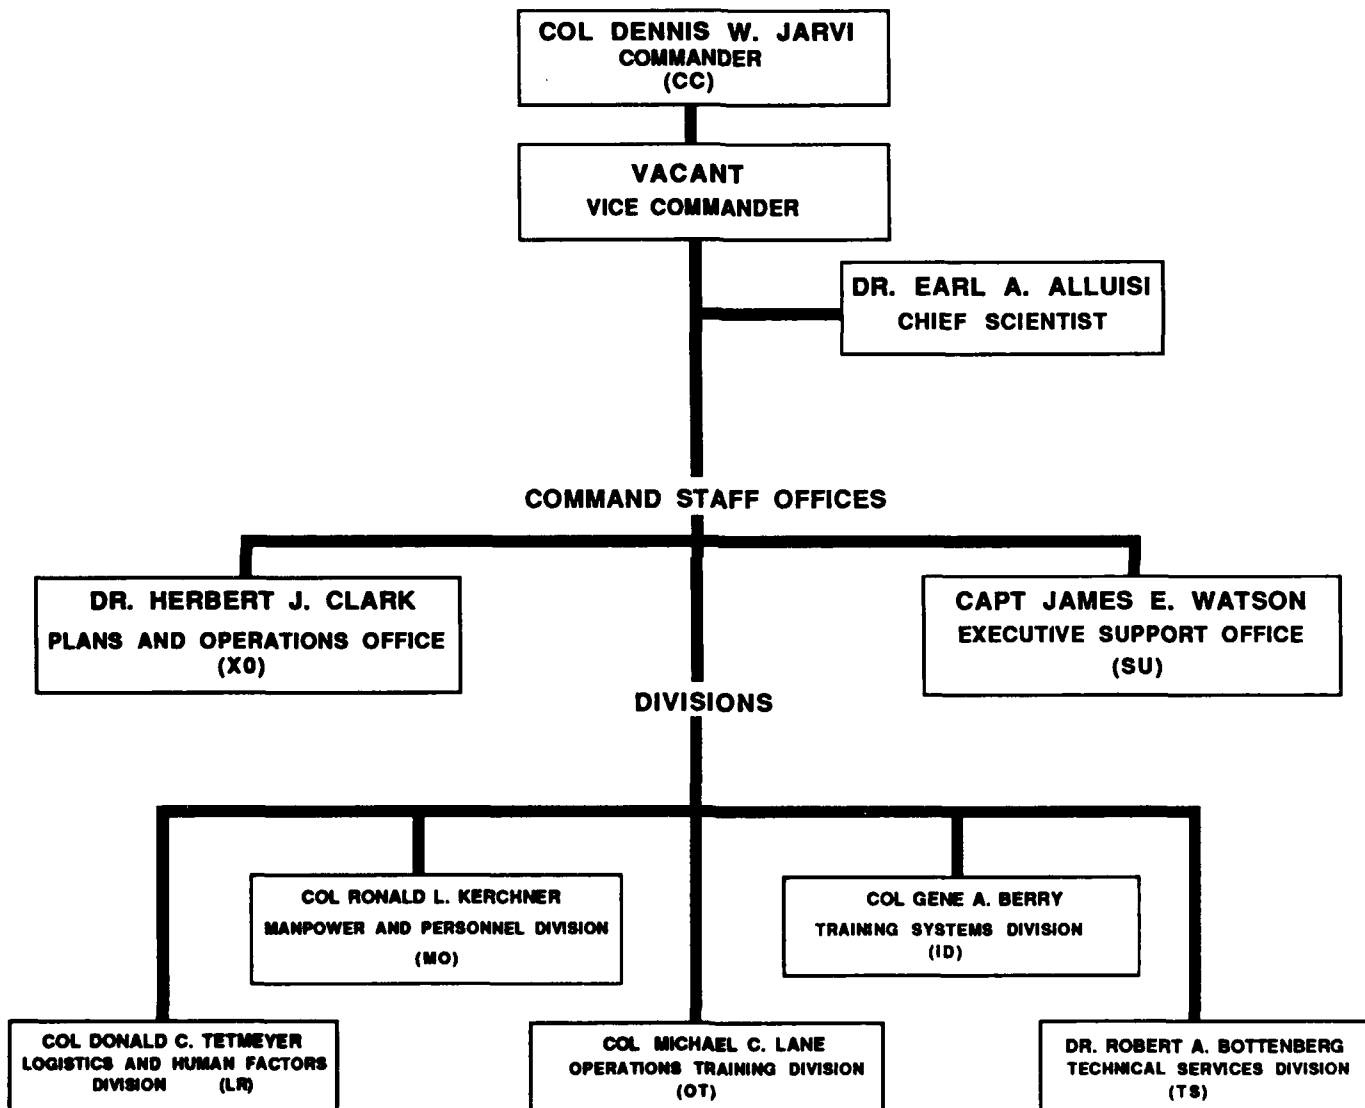 COL DENNIS W. JARVI
COMMANDER
(CC)
VACANT
VICE COMMANDER
DR. EARL A. ALLUISI
CHIEF SCIENTIST
COMMAND STAFF OFFICES
DR. HERBERT J. CLARK
PLANS AND OPERATIONS OFFICE
(XO)
CAPT JAMES E. WATSON
EXECUTIVE SUPPORT OFFICE
(SU)
DIVISIONS
COL RONALD L. KERCHNER
MANPOWER AND PERSONNEL DIVISION
(MO)
COL GENE A. BERRY
TRAINING SYSTEMS DIVISION
(ID)
COL DONALD C. TETMEYER
LOGISTICS AND HUMAN FACTORS
DIVISION (LR)
COL MICHAEL C. LANE
OPERATIONS TRAINING DIVISION
(OT)
DR. ROBERT A. BOTTENBERG
TECHNICAL SERVICES DIVISION
(TS)